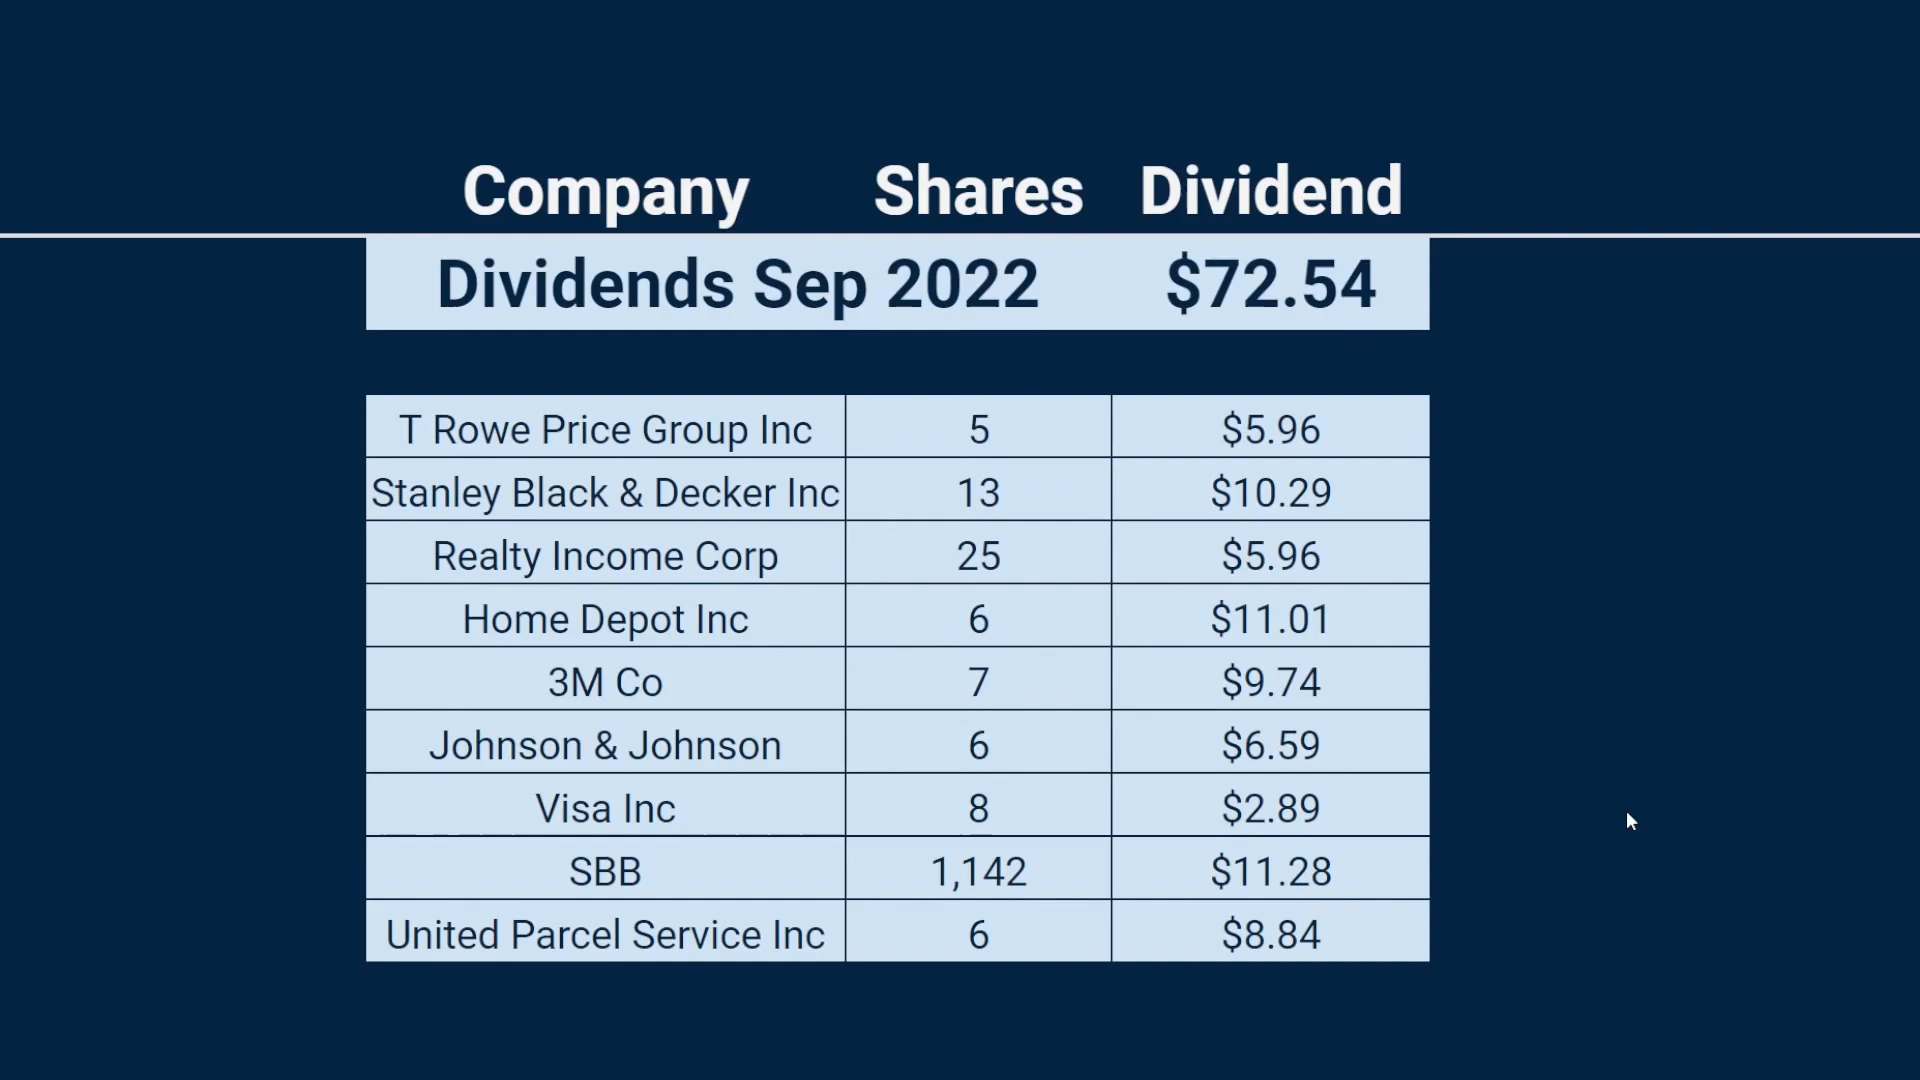 Company Shares Dividend
Dividends Sep 2022 $72.54
T Rowe Price Group Inc 5 $5.96
Stanley Black & Decker Inc 13 $10.29
Realty Income Corp 25 $5.96
Home Depot Inc 6 $11.01
3M Co 7 $9.74
Johnson & Johnson 6 $6.59
Visa Inc 8 $2.89
SBB 1,142 $11.28
United Parcel Service Inc 6 $8.84